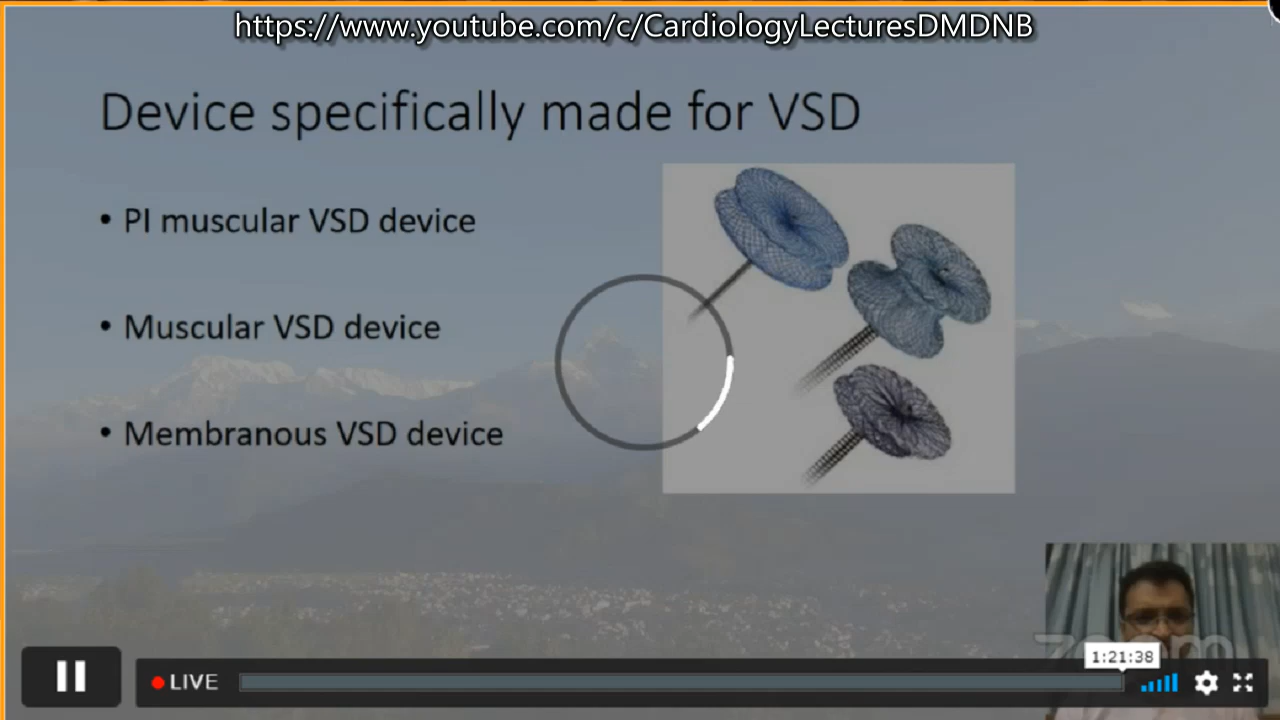 https://www.youtube.com/c/CardiologyLecturesDMDNB
Device specifically made for VSD
• PI muscular VSD device
• Muscular VSD device
• Membranous VSD device
zoom
1:21:38
LIVE